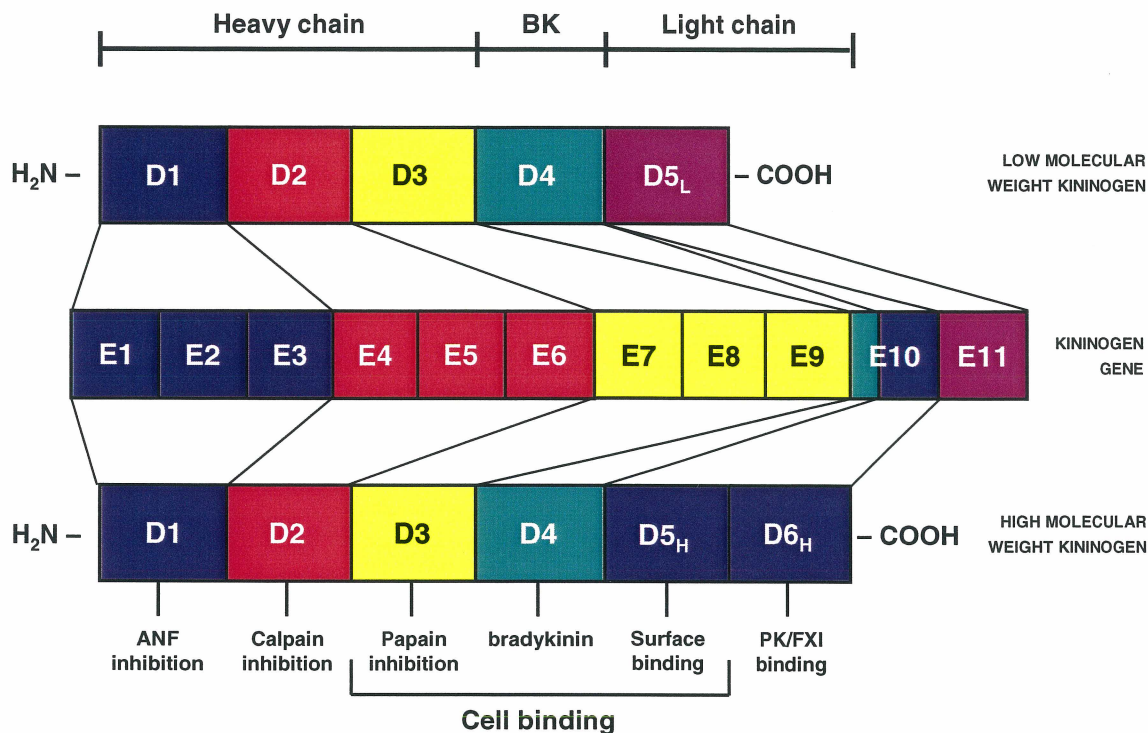 Heavy chain BK Light chain
H₂N – D1 D2 D3 D4 D5L – COOH
LOW MOLECULAR
WEIGHT KININOGEN
E1 E2 E3 E4 E5 E6 E7 E8 E9 E10 E11
KININOGEN
GENE
H₂N – D1 D2 D3 D4 D5H D6H – COOH
HIGH MOLECULAR
WEIGHT KININOGEN
ANF
inhibition
Calpain
inhibition
Papain
inhibition
bradykinin
Surface
binding
PK/FXI
binding
Cell binding